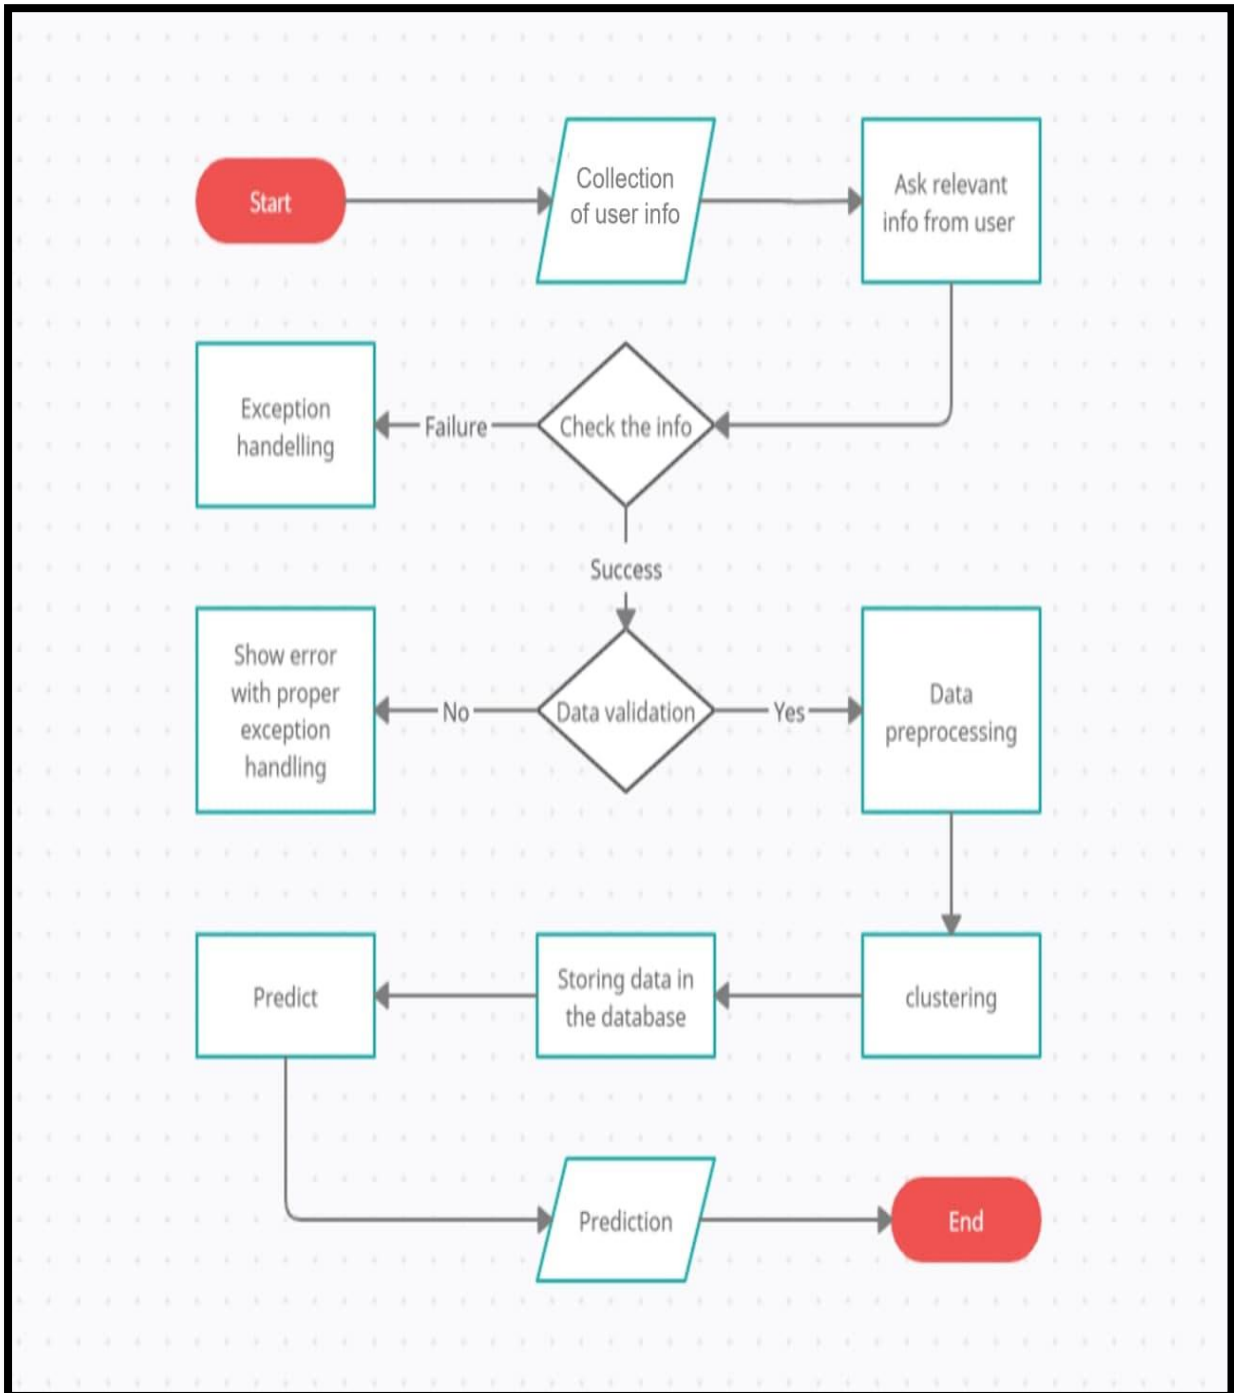 Start
Collection
of user info
Ask relevant
info from user
Exception
handelling
Failure
Check the info
Success
Show error
with proper
exception
handling
No
Data validation
Yes
Data
preprocessing
Predict
Storing data in
the database
clustering
Prediction
End